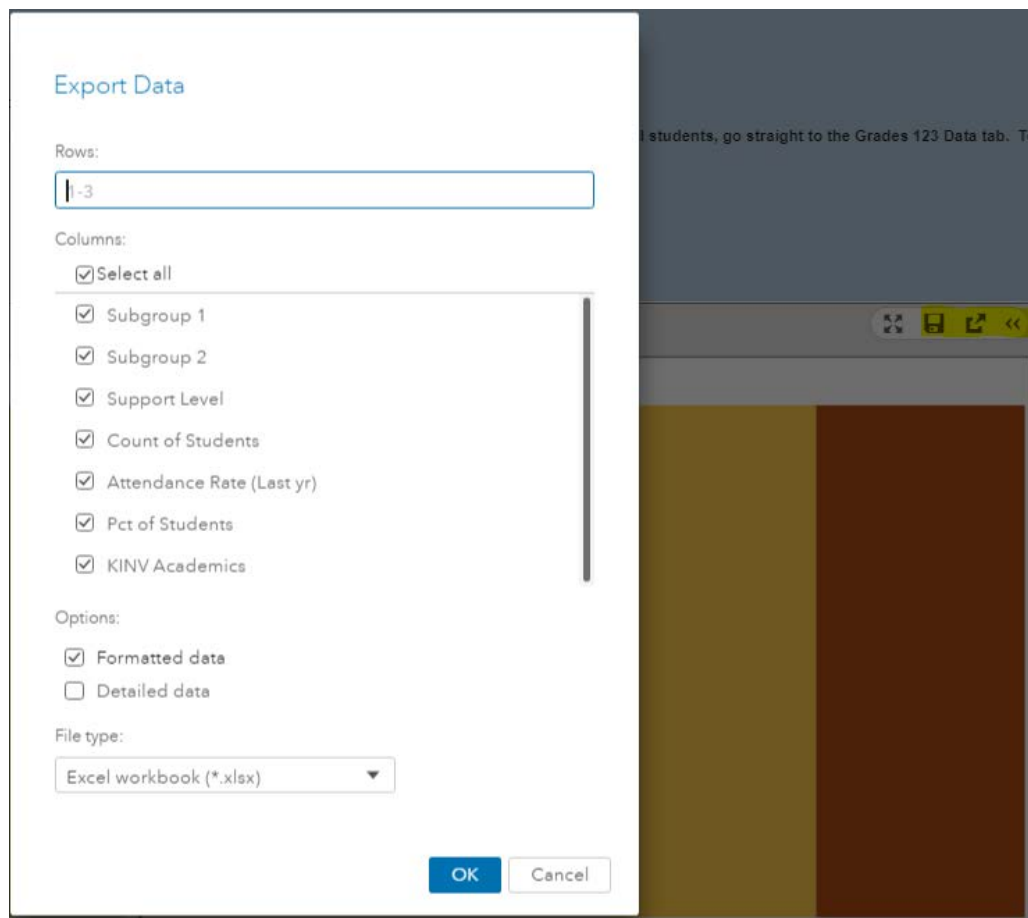 Export Data
Rows:
1-3
Columns:
Select all
Subgroup 1
Subgroup 2
Support Level
Count of Students
Attendance Rate (Last yr)
Pct of Students
KINV Academics
Options:
Formatted data
Detailed data
File type:
Excel workbook (*.xlsx)
OK Cancel
students, go straight to the Grades 123 Data tab.